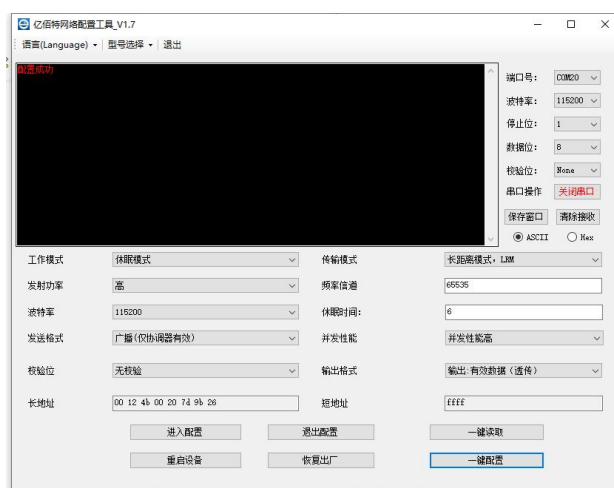 亿佰特网络配置工具_V1.7
语言(Language) 型号选择 退出
配置成功
端口号: COM20
波特率: 115200
停止位: 1
数据位: 8
校验位: None
串口操作 关闭串口
保存窗口 清除接收
ASCII Hex
工作模式 休眠模式 传输模式 长距离模式,LRM
发射功率 高 频率信道 65535
波特率 115200 休眠时间: 6
发送格式 广播(仅协调器有效) 并发性能 并发性能高
校验位 无校验 输出格式 输出:有效数据(透传)
长地址 00 12 4b 00 20 7d 9b 26 短地址 ffff
进入配置 退出配置 一键读取
重启设备 恢复出厂 一键配置